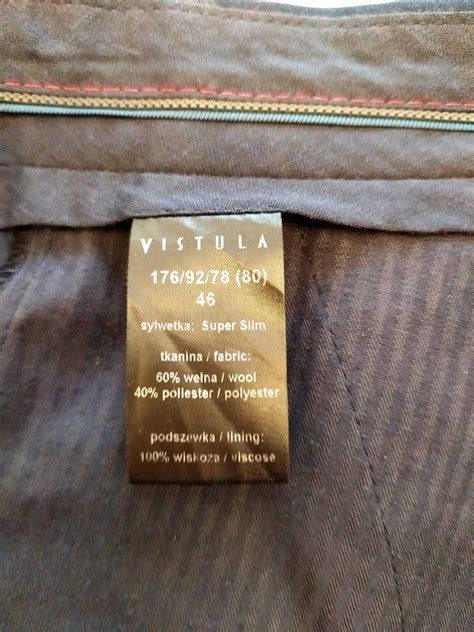 VISTULA
176/92/78 (80)
46
sylwetka: Super Slim
tkanina / fabric:
60% wełna / wool
40% poliester / polyester
podszewka / lining:
100% wiskoza / viscose